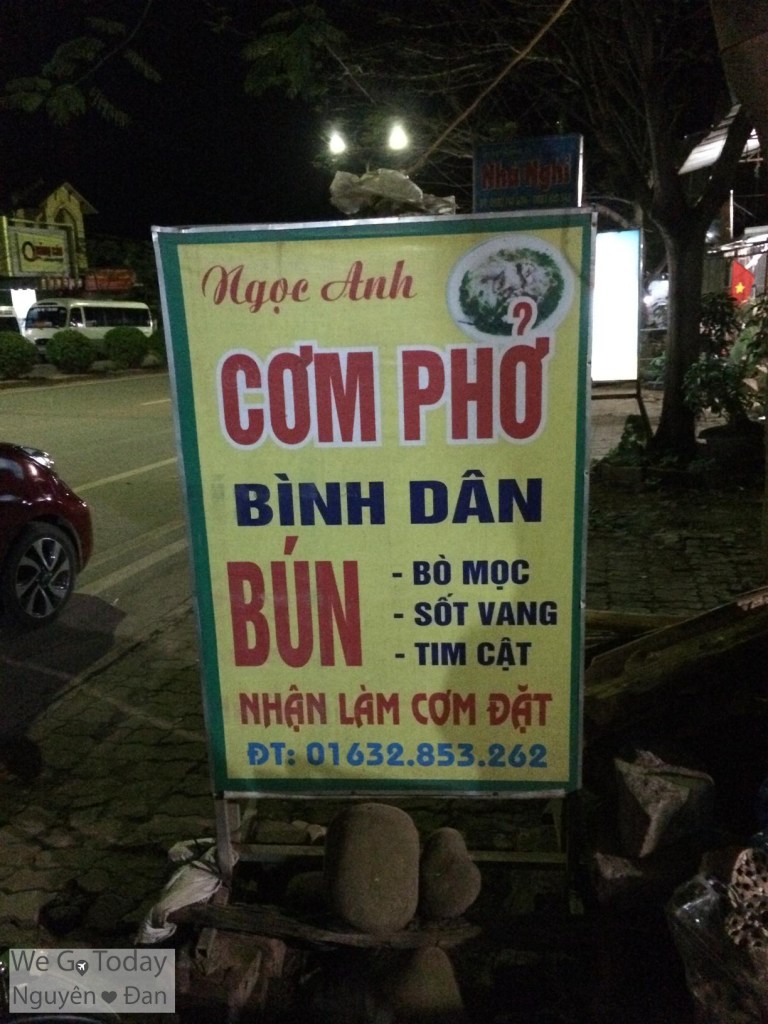 Nhà Nghỉ
Ngọc Anh
CƠM PHỞ
BÌNH DÂN
BÚN
- BÒ MỌC
- SỐT VANG
- TIM CẬT
NHẬN LÀM CƠM ĐẶT
ĐT: 01632.853.262
We Go Today
Nguyên ❤ Đan